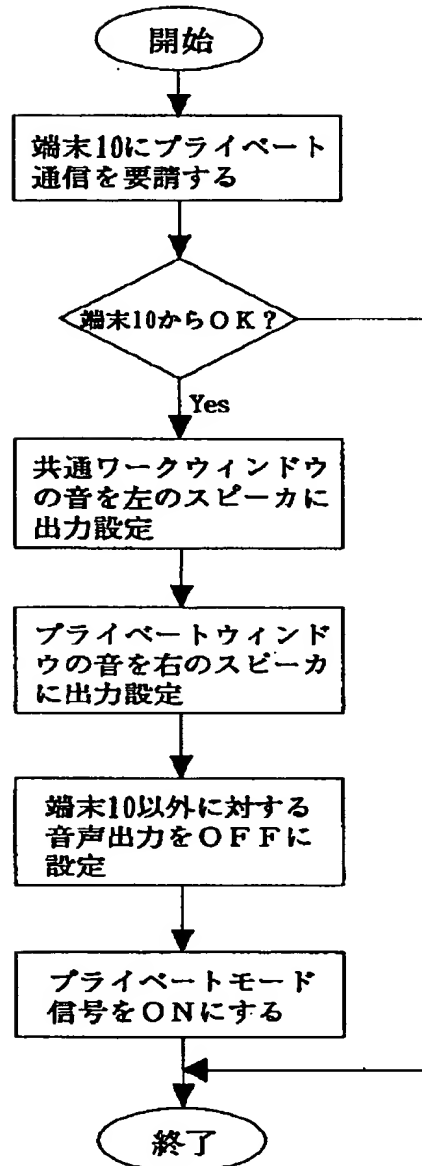 開始
端末10にプライベート
通信を要請する
端末10からＯＫ？
Yes
共通ワークウィンドウ
の音を左のスピーカに
出力設定
プライベートウィンド
ウの音を右のスピーカ
に出力設定
端末10以外に対する
音声出力をＯＦＦに
設定
プライベートモード
信号をＯＮにする
終了